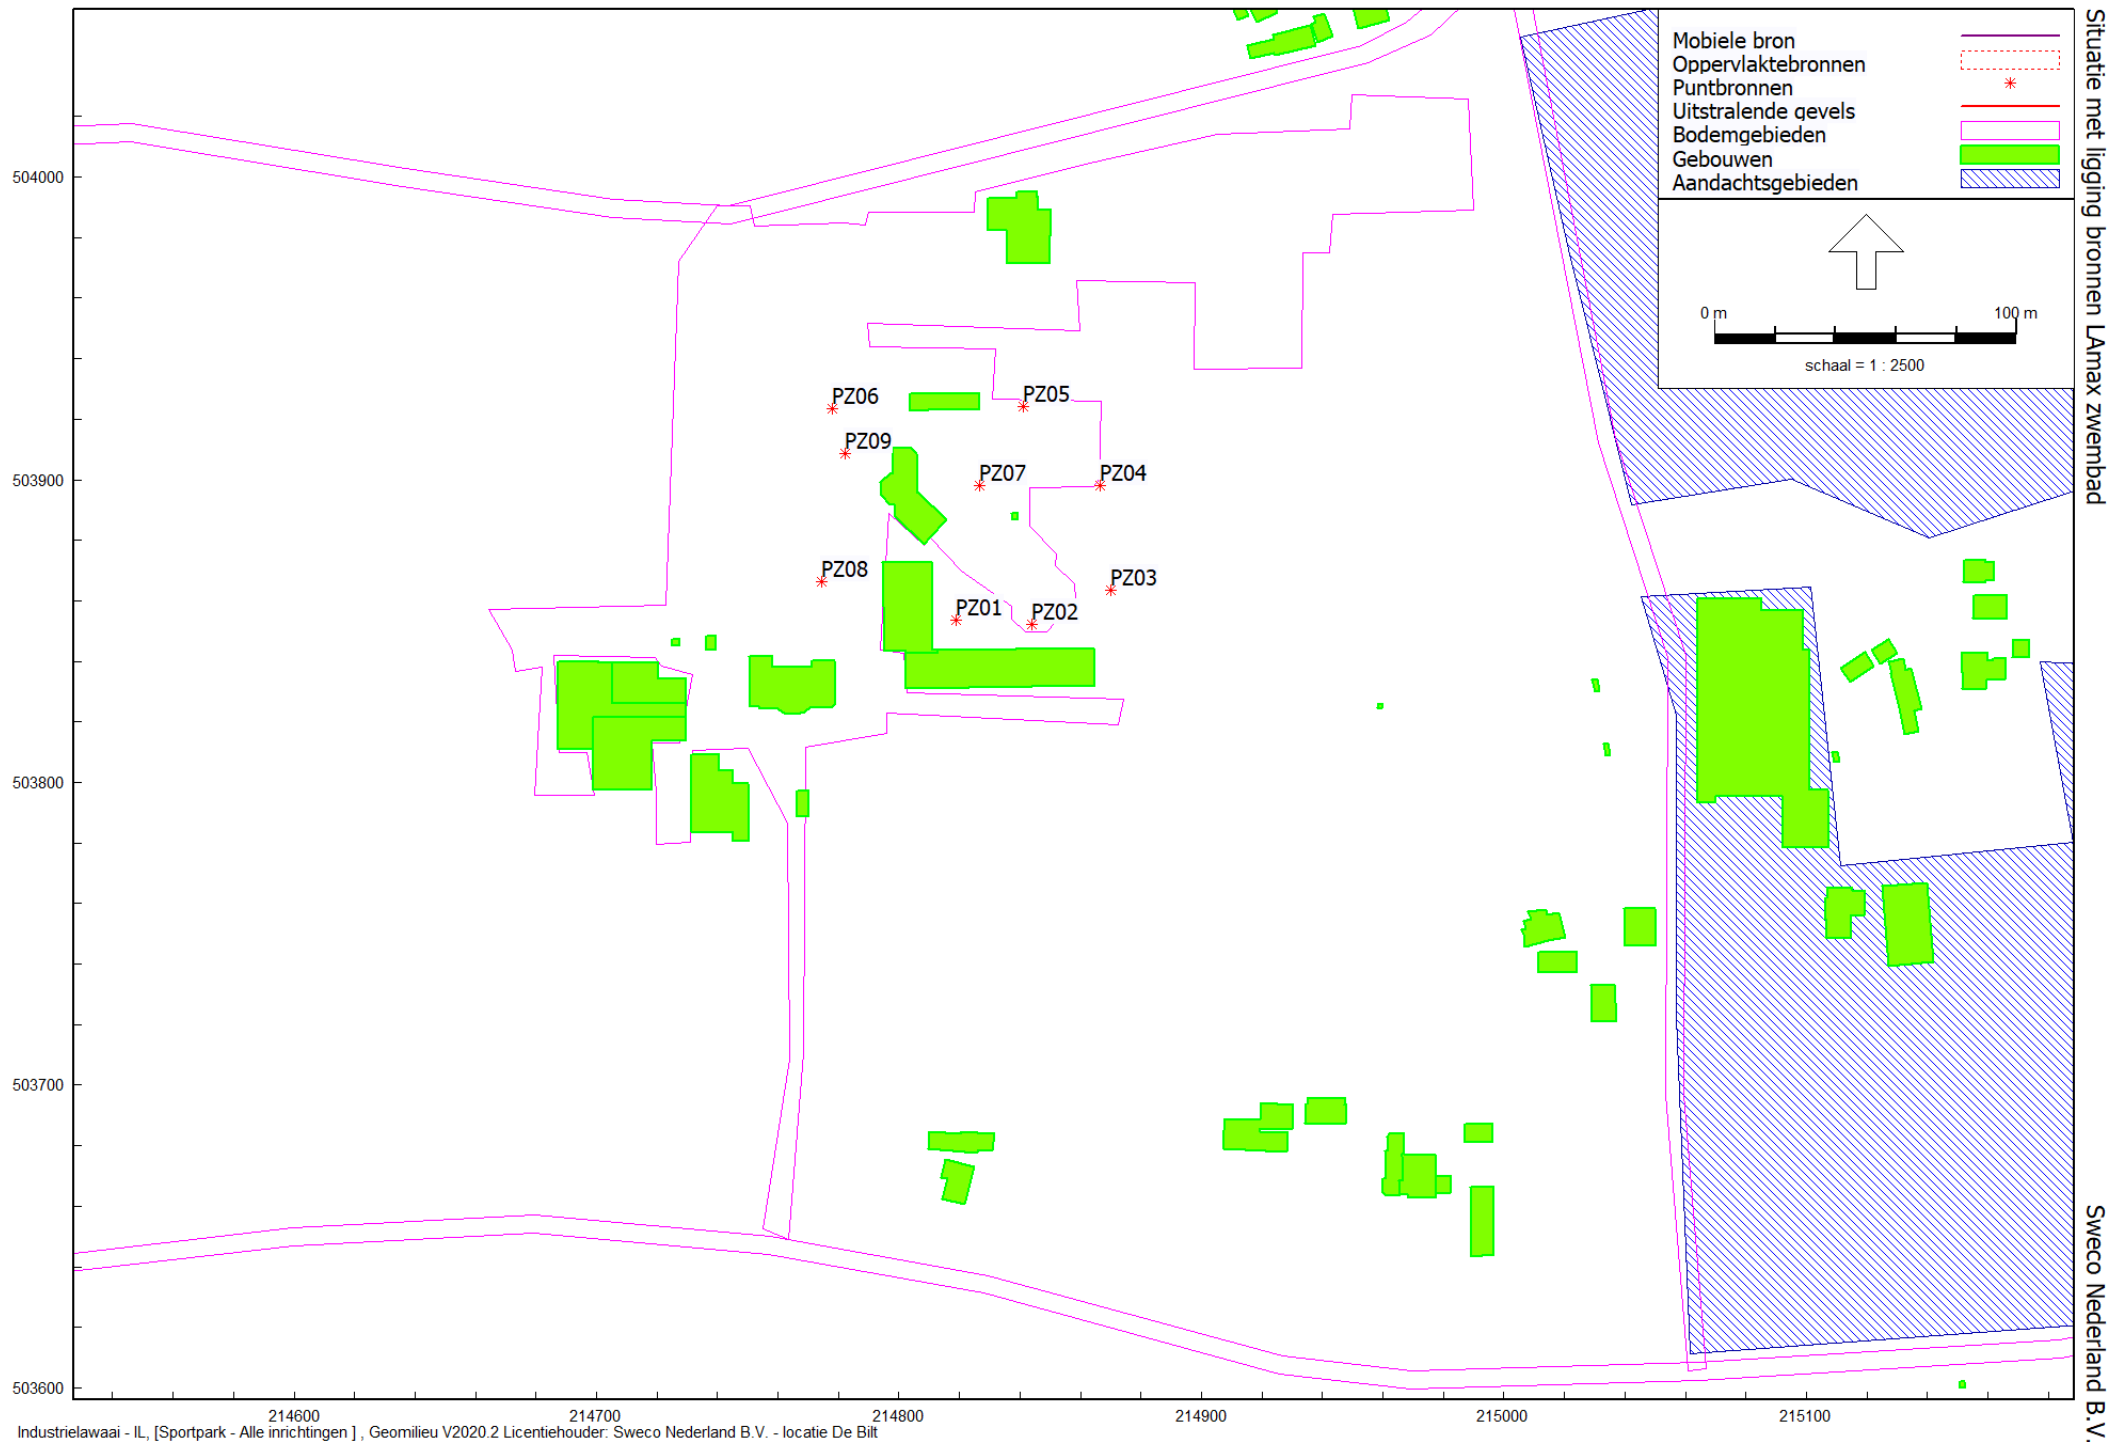 Mobiele bron
Oppervlaktebronnen
Puntbronnen
Uitstralende gevels
Bodemgebieden
Gebouwen
Aandachtsgebieden
0 m
100 m
schaal = 1 : 2500
Situatie met ligging bronnen LAmax zwembad
Sweco Nederland B.V.
504000
503900
503800
503700
503600
PZ06
PZ05
PZ09
PZ07
PZ04
PZ08
PZ03
PZ01
PZ02
214600
214700
214800
214900
215000
215100
Industrielawaai - IL, [Sportpark - Alle inrichtingen ] , Geomilieu V2020.2 Licentiehouder: Sweco Nederland B.V. - locatie De Bilt